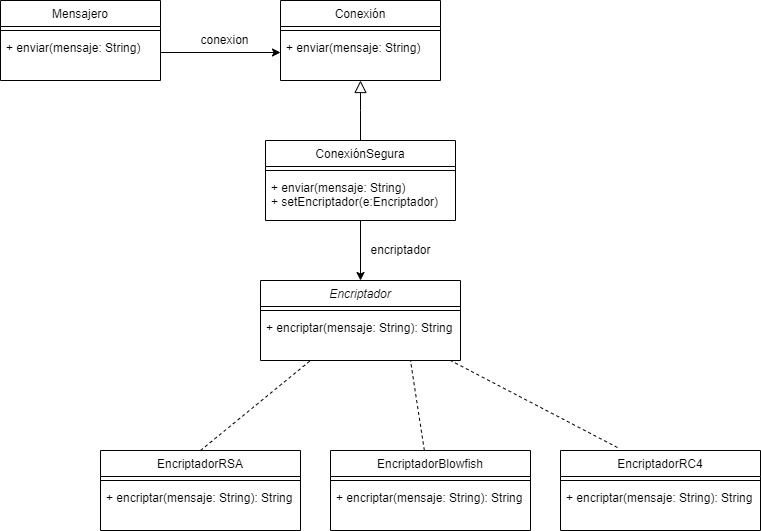 Mensajero
+ enviar(mensaje: String)
conexion
Conexión
+ enviar(mensaje: String)
ConexiónSegura
+ enviar(mensaje: String)
+ setEncriptador(e:Encriptador)
encriptador
Encriptador
+ encriptar(mensaje: String): String
EncriptadorRSA
+ encriptar(mensaje: String): String
EncriptadorBlowfish
+ encriptar(mensaje: String): String
EncriptadorRC4
+ encriptar(mensaje: String): String